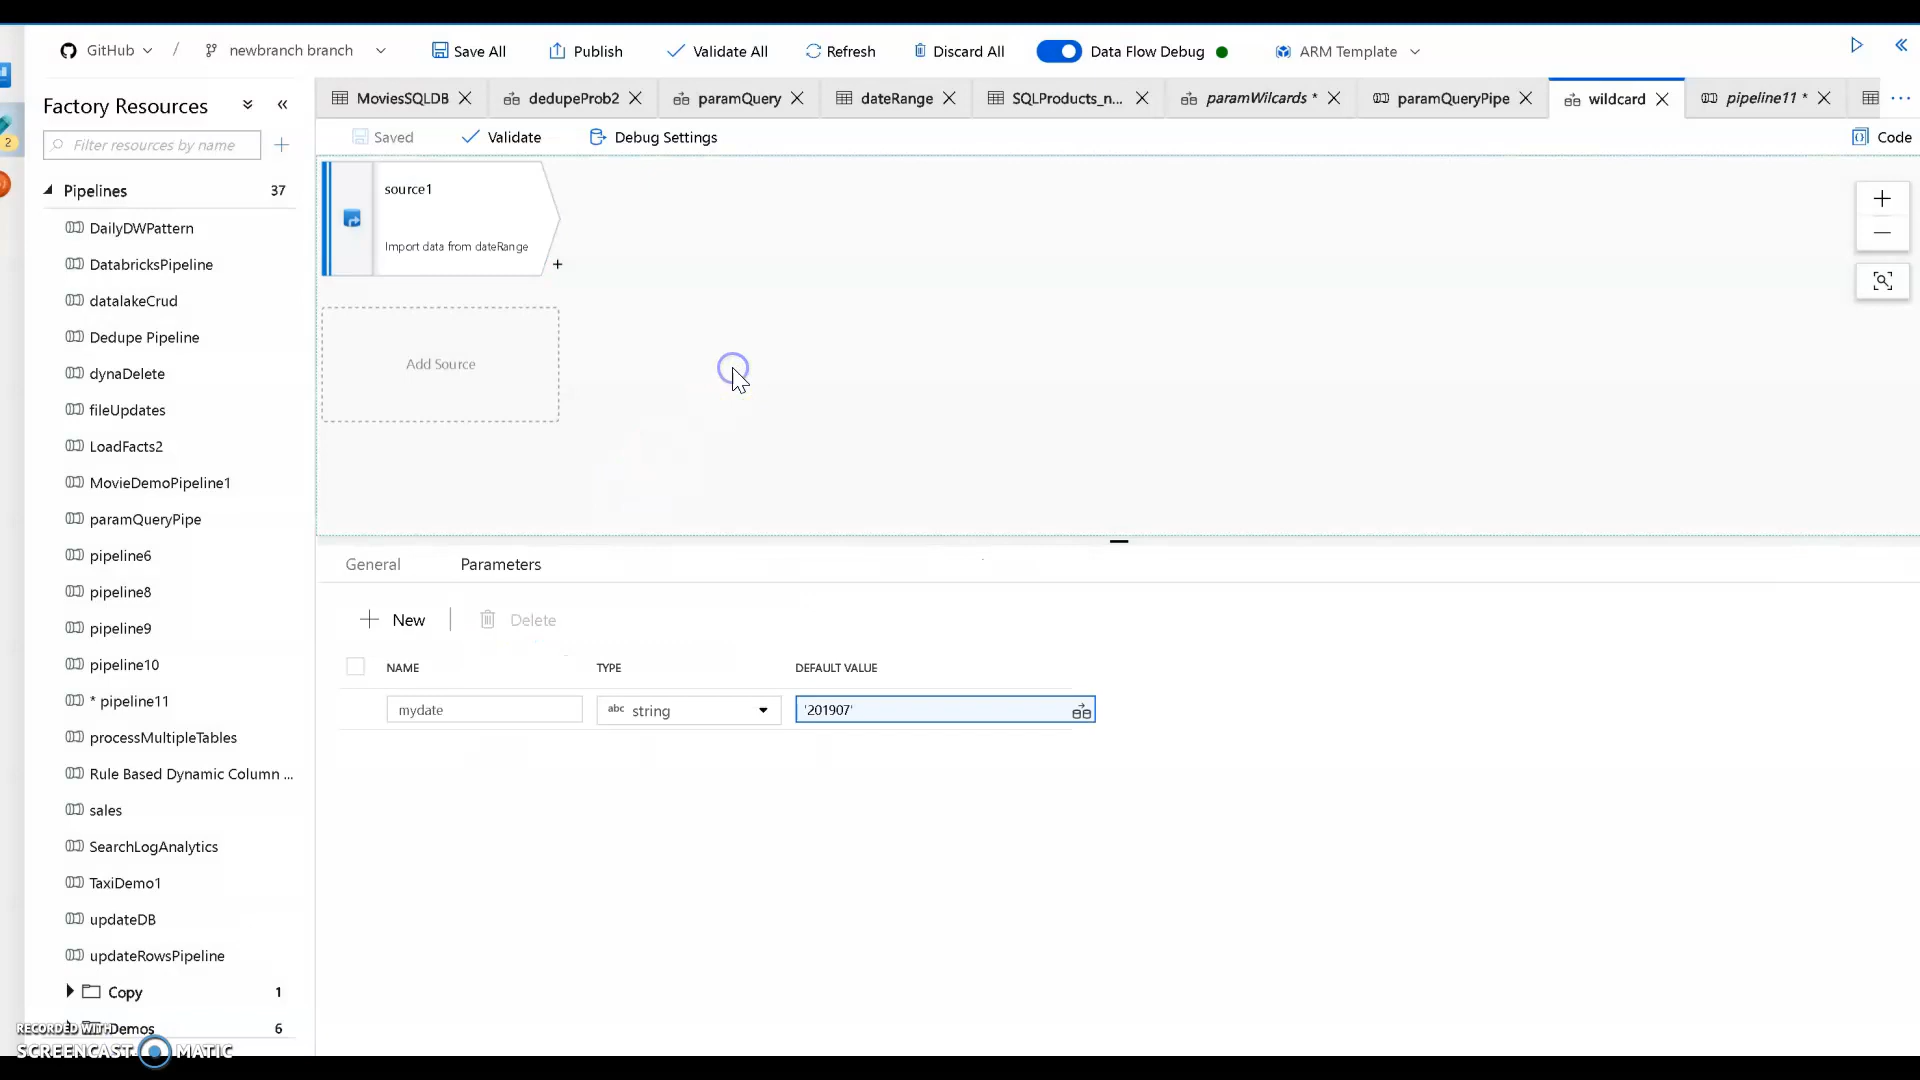 GitHub / newbranch branch Save All Publish Validate All Refresh Discard All Data Flow Debug ARM Template
Factory Resources
Filter resources by name
Pipelines 37
DailyDWPattern
DatabricksPipeline
datalakeCrud
Dedupe Pipeline
dynaDelete
fileUpdates
LoadFacts2
MovieDemoPipeline1
paramQueryPipe
pipeline6
pipeline8
pipeline9
pipeline10
* pipeline11
processMultipleTables
Rule Based Dynamic Column ...
sales
SearchLogAnalytics
TaxiDemo1
updateDB
updateRowsPipeline
Copy 1
Demos 6
MoviesSQLDB dedupeProb2 paramQuery dateRange SQLProducts_n... paramWilcards * paramQueryPipe wildcard pipeline11 * ...
Saved Validate Debug Settings Code
source1
Import data from dateRange
+
Add Source
General Parameters
New Delete
NAME TYPE DEFAULT VALUE
mydate abc string '201907'
2
RECORDED WITH
SCREENCAST MATIC